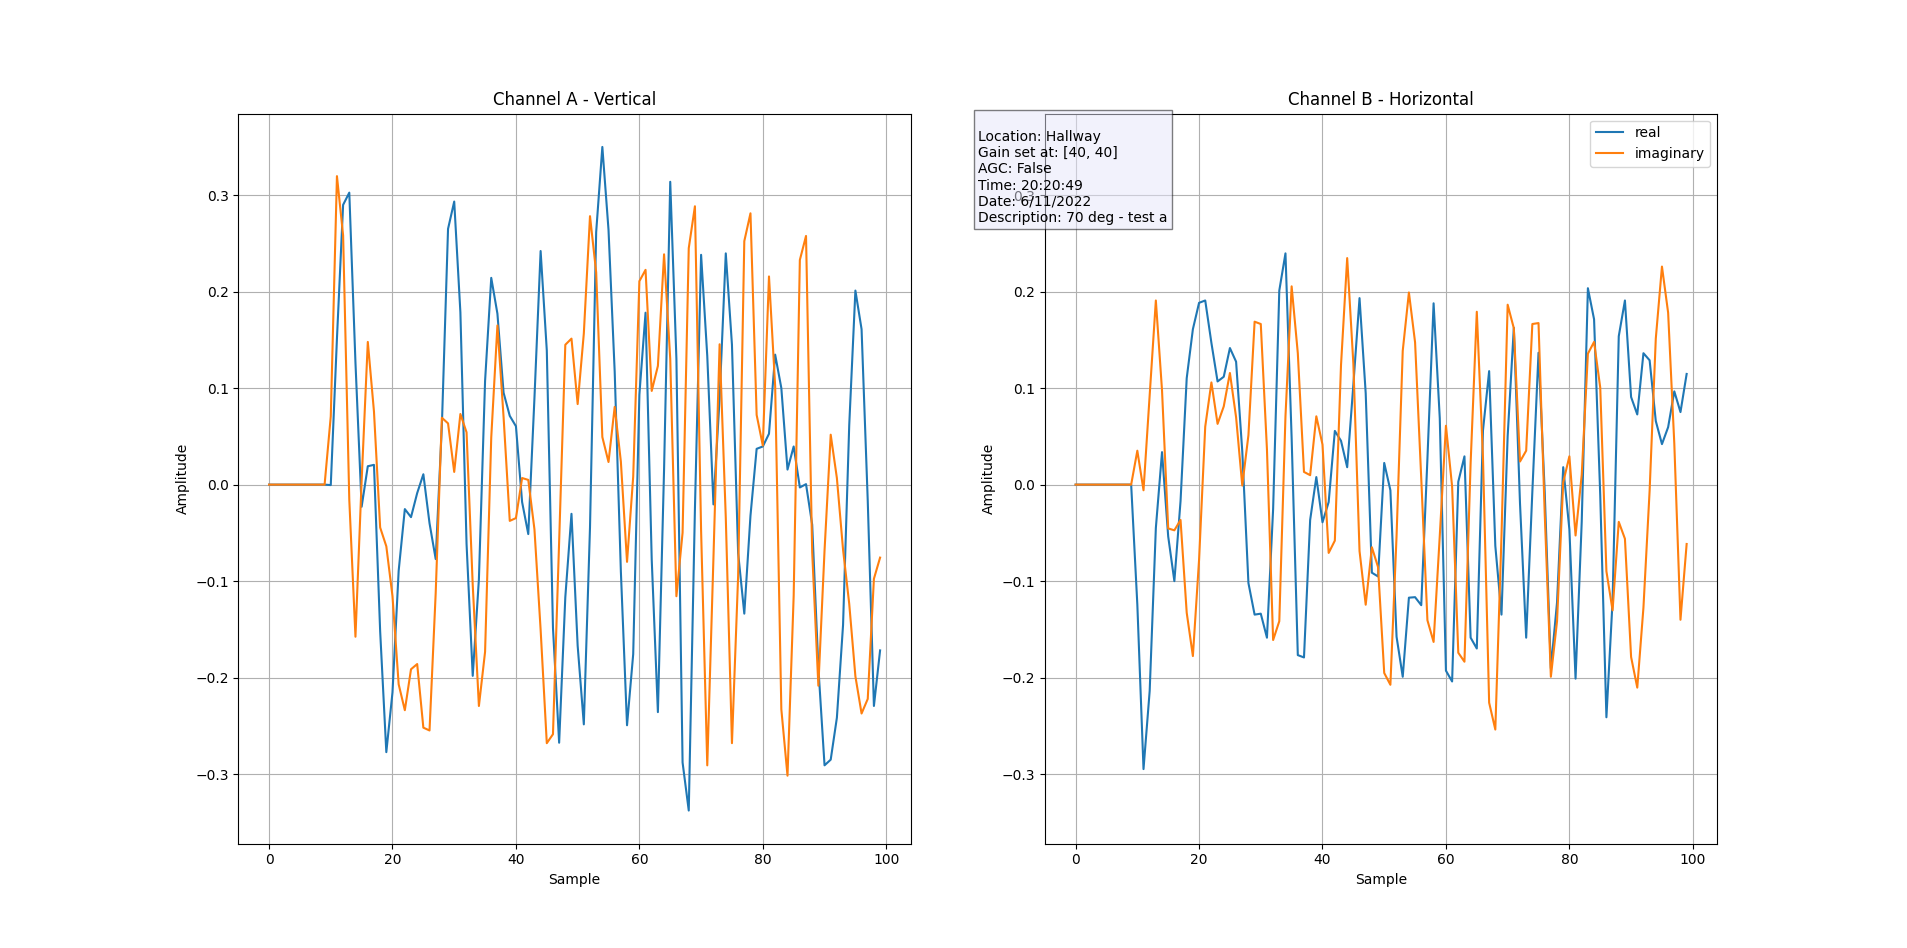 Channel A - Vertical
Amplitude
0.3
0.2
0.1
0.0
−0.1
−0.2
−0.3
0
20
40
60
80
100
Sample
Channel B - Horizontal
Location: Hallway
Gain set at: [40, 40]
AGC: False
Time: 20:20:49
Date: 6/11/2022
Description: 70 deg - test a
real
imaginary
Amplitude
0.3
0.2
0.1
0.0
−0.1
−0.2
−0.3
0
20
40
60
80
100
Sample